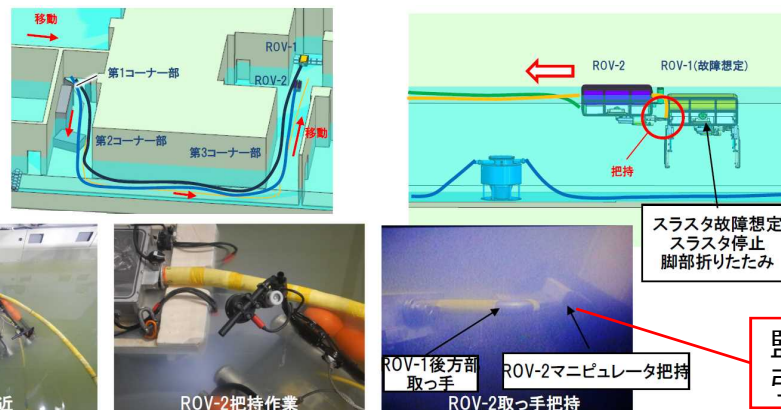 移動
ROV-1
第1コーナー部
ROV-2
移動
第2コーナー部
第3コーナー部
ROV-2
ROV-1(故障想定)
把持
スラスタ故障想定
スラスタ停止
脚部折りたたみ
近
ROV-2把持作業
ROV-1後方部
取っ手
ROV-2マニピュレータ把持
ROV-2取っ手把持